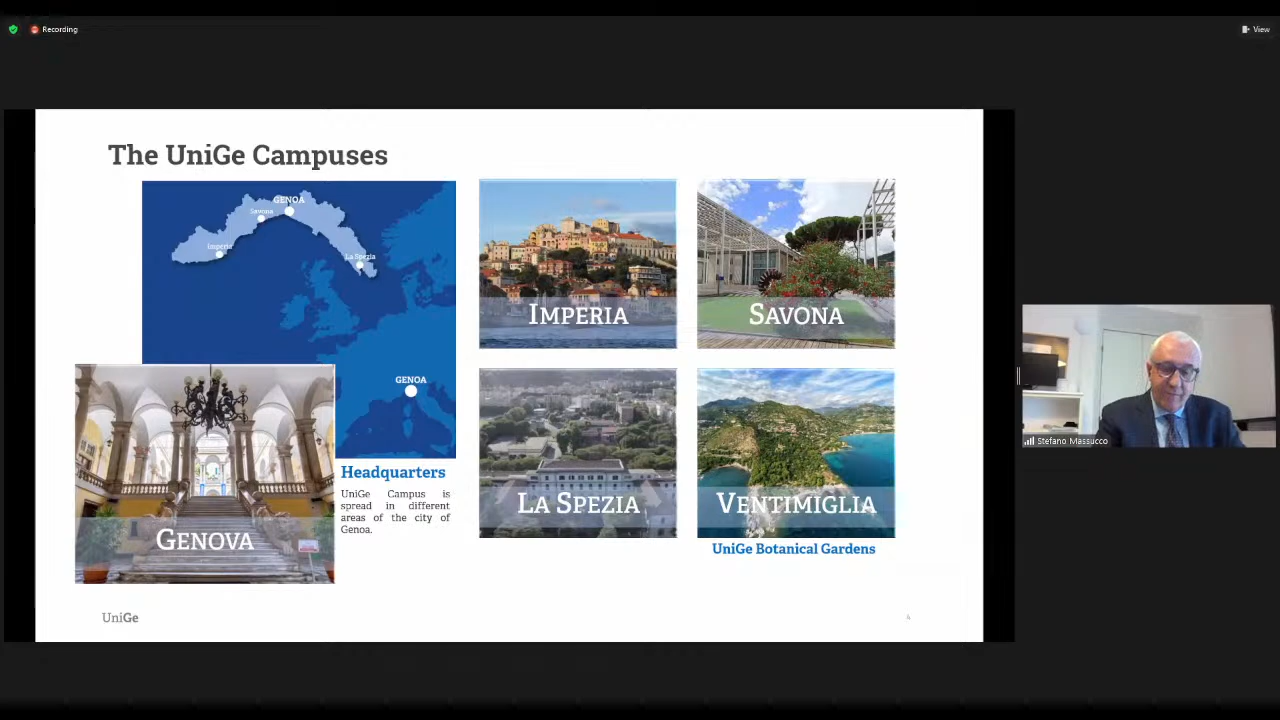 Recording
View
The UniGe Campuses
GENOA
Savona
Imperia
La Spezia
GENOA
IMPERIA
SAVONA
Headquarters
UniGe Campus is
spread in different
areas of the city of
Genoa.
GENOVA
LA SPEZIA
VENTIMIGLIA
UniGe Botanical Gardens
UniGe
4
Stefano Massucco